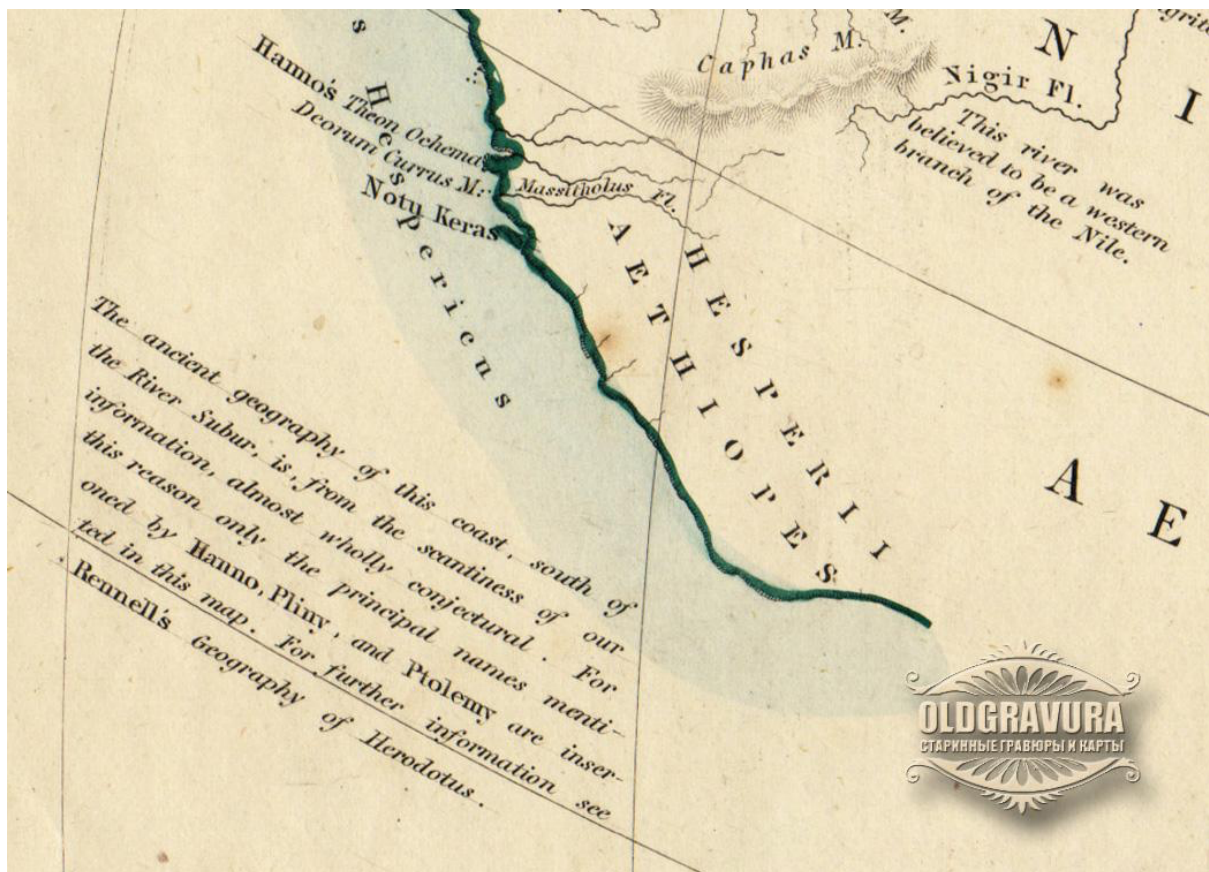 M.
Caphas M.
Nigir Fl.
N
I
This river was
believed to be a western
branch of the Nile.
Hanno's Theon Ochema
Deorum Currus M.
Massitholus Fl.
Notu Keras
s Hespericus
HESPERII
AETHIOPES
A E
The ancient geography of this coast, south of
the River Subur, is, from the scantiness of our
information, almost wholly conjectural. For
this reason only the principal names menti-
oned by Hanno, Pliny, and Ptolemy are inser-
ted in this map. For further information see
Rennell's Geography of Herodotus.
OLDGRAVURA
СТАРИННЫЕ ГРАВЮРЫ И КАРТЫ